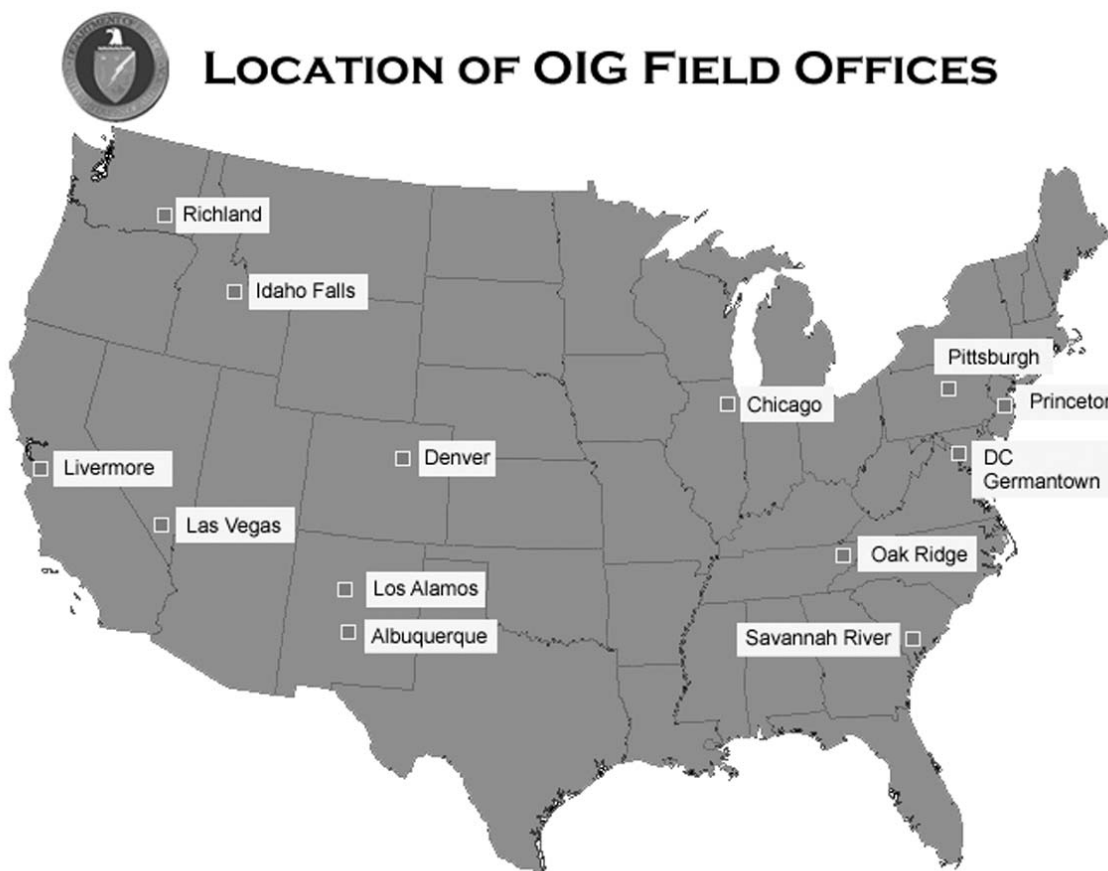 LOCATION OF OIG FIELD OFFICES
Richland
Idaho Falls
Pittsburgh
Chicago
Princeton
Livermore
Denver
DC
Germantown
Las Vegas
Oak Ridge
Los Alamos
Albuquerque
Savannah River